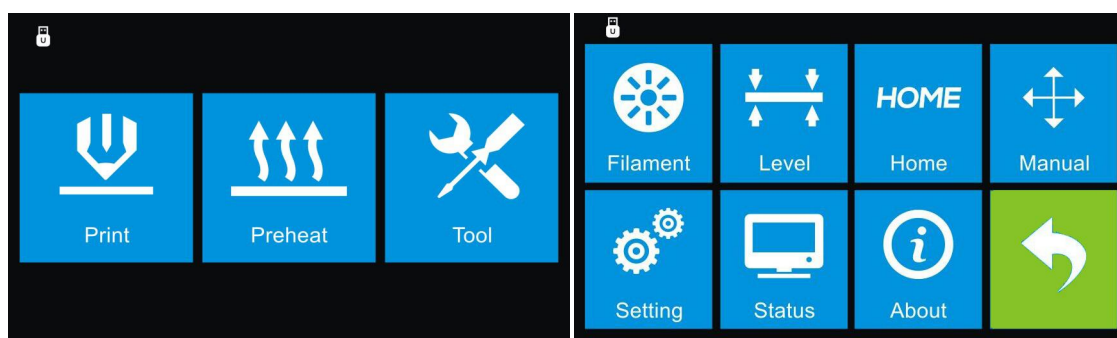 U
Print Preheat Tool
U
Filament Level HOME Home Manual
Setting Status i About